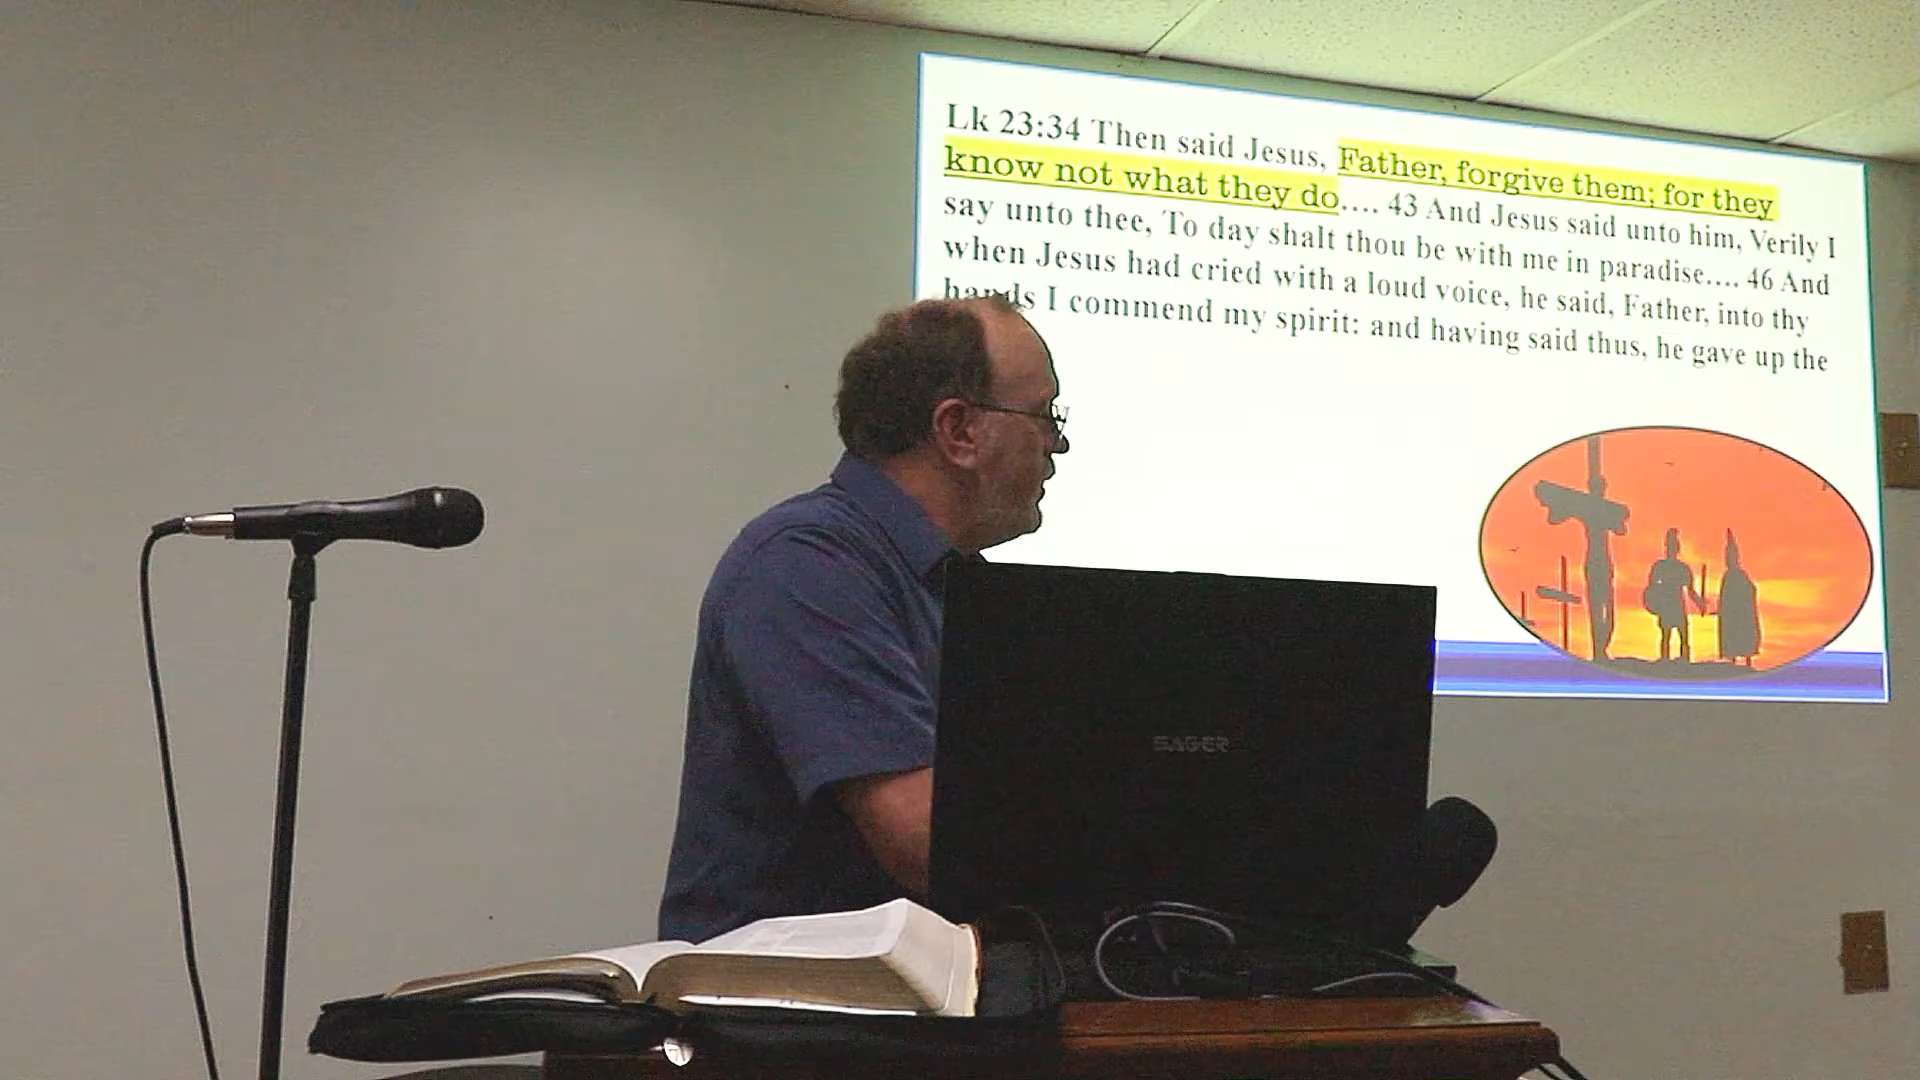 Lk 23:34 Then said Jesus, Father, forgive them; for they
know not what they do.... 43 And Jesus said unto him, Verily I
say unto thee, To day shalt thou be with me in paradise.... 46 And
when Jesus had cried with a loud voice, he said, Father, into thy
hands I commend my spirit: and having said thus, he gave up the
SAGER